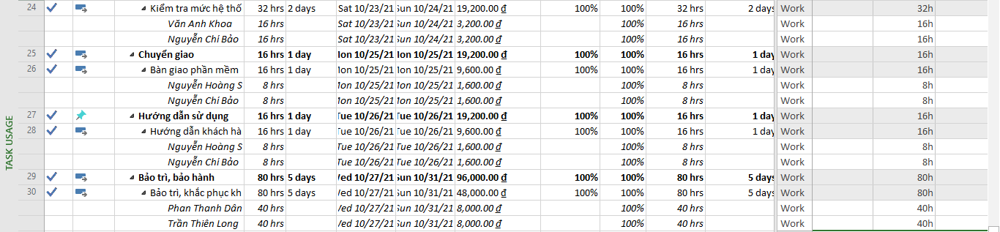 24 Kiểm tra mức hệ thố 32 hrs 2 days Sat 10/23/21 Sun 10/24/21 19,200.00 ₫ 100% 100% 32 hrs 2 days Work 32h
Văn Anh Khoa 16 hrs Sat 10/23/21 Sun 10/24/21 3,200.00 ₫ 100% 16 hrs Work 16h
Nguyễn Chí Bảo 16 hrs Sat 10/23/21 Sun 10/24/21 3,200.00 ₫ 100% 16 hrs Work 16h
25 Chuyển giao 16 hrs 1 day Mon 10/25/21 Mon 10/25/21 19,200.00 ₫ 100% 100% 16 hrs 1 day Work 16h
26 Bàn giao phần mềm 16 hrs 1 day Mon 10/25/21 Mon 10/25/21 9,600.00 ₫ 100% 100% 16 hrs 1 day Work 16h
Nguyễn Hoàng S 8 hrs Mon 10/25/21 Mon 10/25/21 1,600.00 ₫ 100% 8 hrs Work 8h
Nguyễn Chí Bảo 8 hrs Mon 10/25/21 Mon 10/25/21 1,600.00 ₫ 100% 8 hrs Work 8h
27 Hướng dẫn sử dụng 16 hrs 1 day Tue 10/26/21 Tue 10/26/21 19,200.00 ₫ 100% 100% 16 hrs 1 day Work 16h
28 Hướng dẫn khách hà 16 hrs 1 day Tue 10/26/21 Tue 10/26/21 9,600.00 ₫ 100% 100% 16 hrs 1 day Work 16h
Nguyễn Hoàng S 8 hrs Tue 10/26/21 Tue 10/26/21 1,600.00 ₫ 100% 8 hrs Work 8h
Nguyễn Chí Bảo 8 hrs Tue 10/26/21 Tue 10/26/21 1,600.00 ₫ 100% 8 hrs Work 8h
29 Bảo trì, bảo hành 80 hrs 5 days Wed 10/27/21 Sun 10/31/21 96,000.00 ₫ 100% 100% 80 hrs 5 days Work 80h
30 Bảo trì, khắc phục kh 80 hrs 5 days Wed 10/27/21 Sun 10/31/21 48,000.00 ₫ 100% 100% 80 hrs 5 days Work 80h
Phan Thanh Dân 40 hrs Wed 10/27/21 Sun 10/31/21 8,000.00 ₫ 100% 40 hrs Work 40h
Trần Thiên Long 40 hrs Wed 10/27/21 Sun 10/31/21 8,000.00 ₫ 100% 40 hrs Work 40h
TASK USAGE